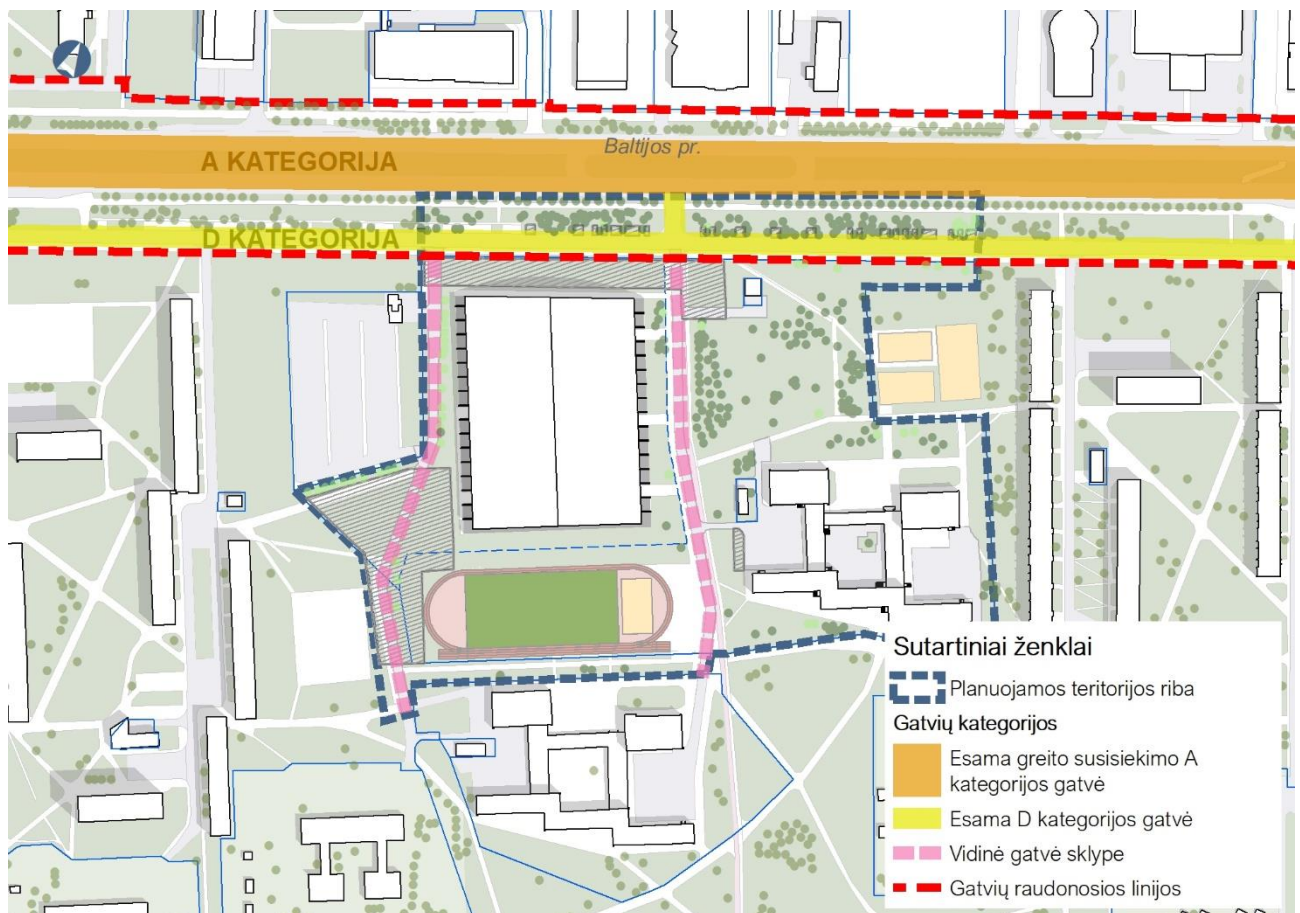 Baltijos pr.
A KATEGORIJA
D KATEGORIJA
Sutartiniai ženklai
Planuojamos teritorijos riba
Gatvių kategorijos
Esama greito susisiekimo A
kategorijos gatvė
Esama D kategorijos gatvė
Vidinė gatvė sklype
Gatvių raudonosios linijos